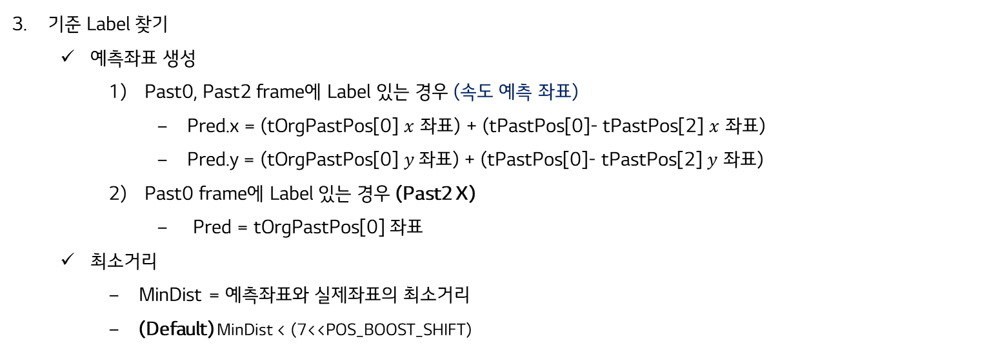 3. 기준 Label 찾기
✓ 예측좌표 생성
1) Past0, Past2 frame에 Label 있는 경우 (속도 예측 좌표)
– Pred.x = (tOrgPastPos[0] x 좌표) + (tPastPos[0]- tPastPos[2] x 좌표)
– Pred.y = (tOrgPastPos[0] y 좌표) + (tPastPos[0]- tPastPos[2] y 좌표)
2) Past0 frame에 Label 있는 경우 (Past2 X)
– Pred = tOrgPastPos[0] 좌표
✓ 최소거리
– MinDist = 예측좌표와 실제좌표의 최소거리
– (Default) MinDist < (7<<POS_BOOST_SHIFT)